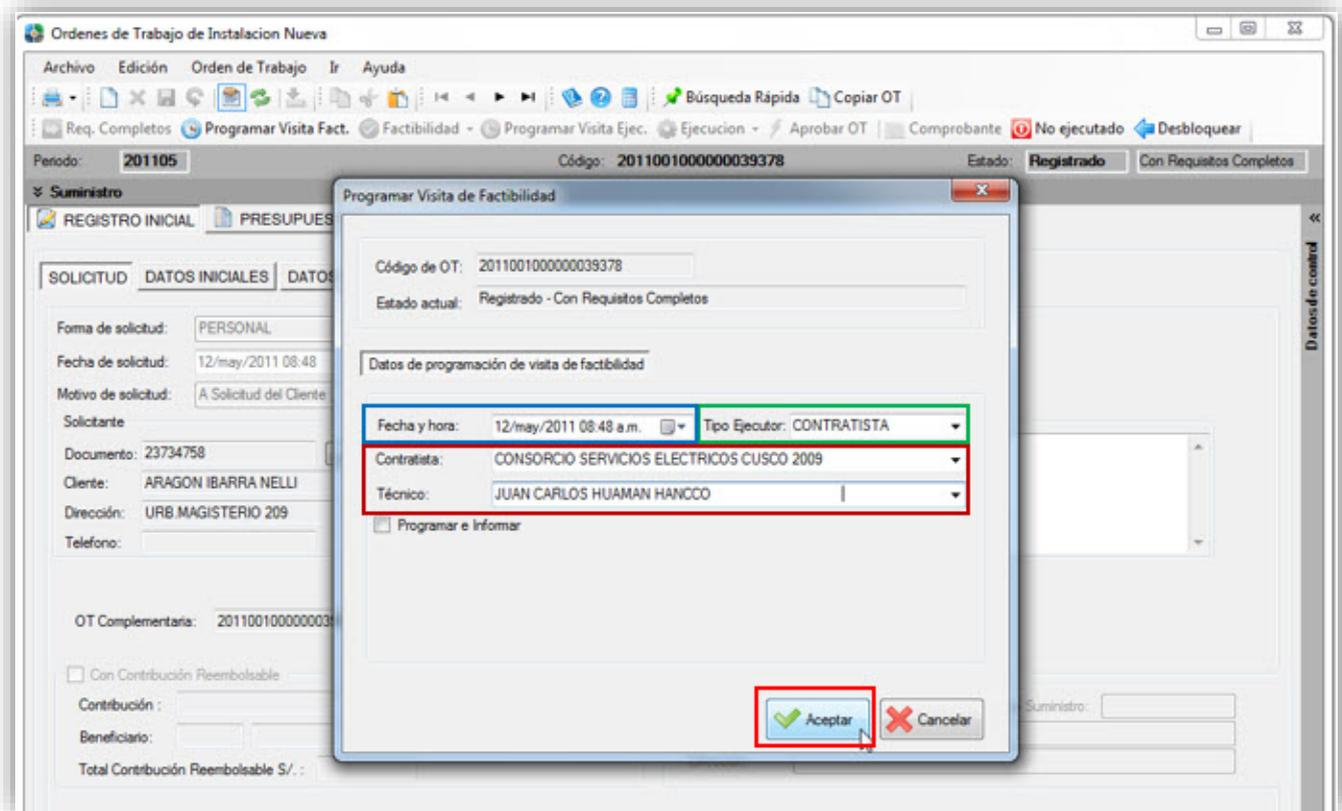 Ordenes de Trabajo de Instalacion Nueva
Archivo Edición Orden de Trabajo Ir Ayuda
Búsqueda Rápida Copiar OT
Req. Completos Programar Visita Fact. Factibilidad Programar Visita Ejec. Ejecucion Aprobar OT Comprobante No ejecutado Desbloquear
Periodo: 201105 Código: 2011001000000039378 Estado: Registrado Con Requisitos Completos
Suministro
REGISTRO INICIAL PRESUPUES
SOLICITUD DATOS INICIALES DATOS
Forma de solicitud: PERSONAL
Fecha de solicitud: 12/may/2011 08:48
Motivo de solicitud: A Solicitud del Cliente
Solicitante
Documento: 23734758
Cliente: ARAGON IBARRA NELLI
Dirección: URB.MAGISTERIO 209
Telefono:
OT Complementaria: 201100100000003
Con Contribución Reembolsable
Contribución :
Beneficiario:
Total Contribución Reembolsable S/. :
Programar Visita de Factibilidad
Código de OT: 2011001000000039378
Estado actual: Registrado - Con Requisitos Completos
Datos de programación de visita de factibilidad
Fecha y hora: 12/may/2011 08:48 a.m. Tipo Ejecutor: CONTRATISTA
Contratista: CONSORCIO SERVICIOS ELECTRICOS CUSCO 2009
Técnico: JUAN CARLOS HUAMAN HANCCO
Programar e Informar
Aceptar Cancelar
Suministro:
Datos de control